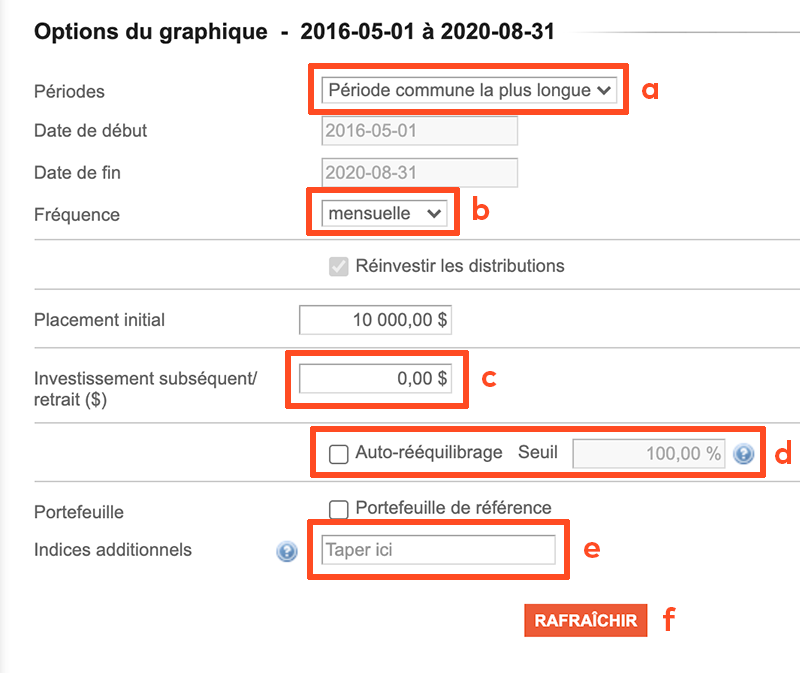 Options du graphique - 2016-05-01 à 2020-08-31
Périodes Période commune la plus longue a
Date de début 2016-05-01
Date de fin 2020-08-31
Fréquence mensuelle b
Réinvestir les distributions
Placement initial 10 000,00 $
Investissement subséquent/
retrait ($) 0,00 $ c
Auto-rééquilibrage Seuil 100,00 % ? d
Portefeuille Portefeuille de référence
Indices additionnels ? Taper ici e
RAFRAÎCHIR f